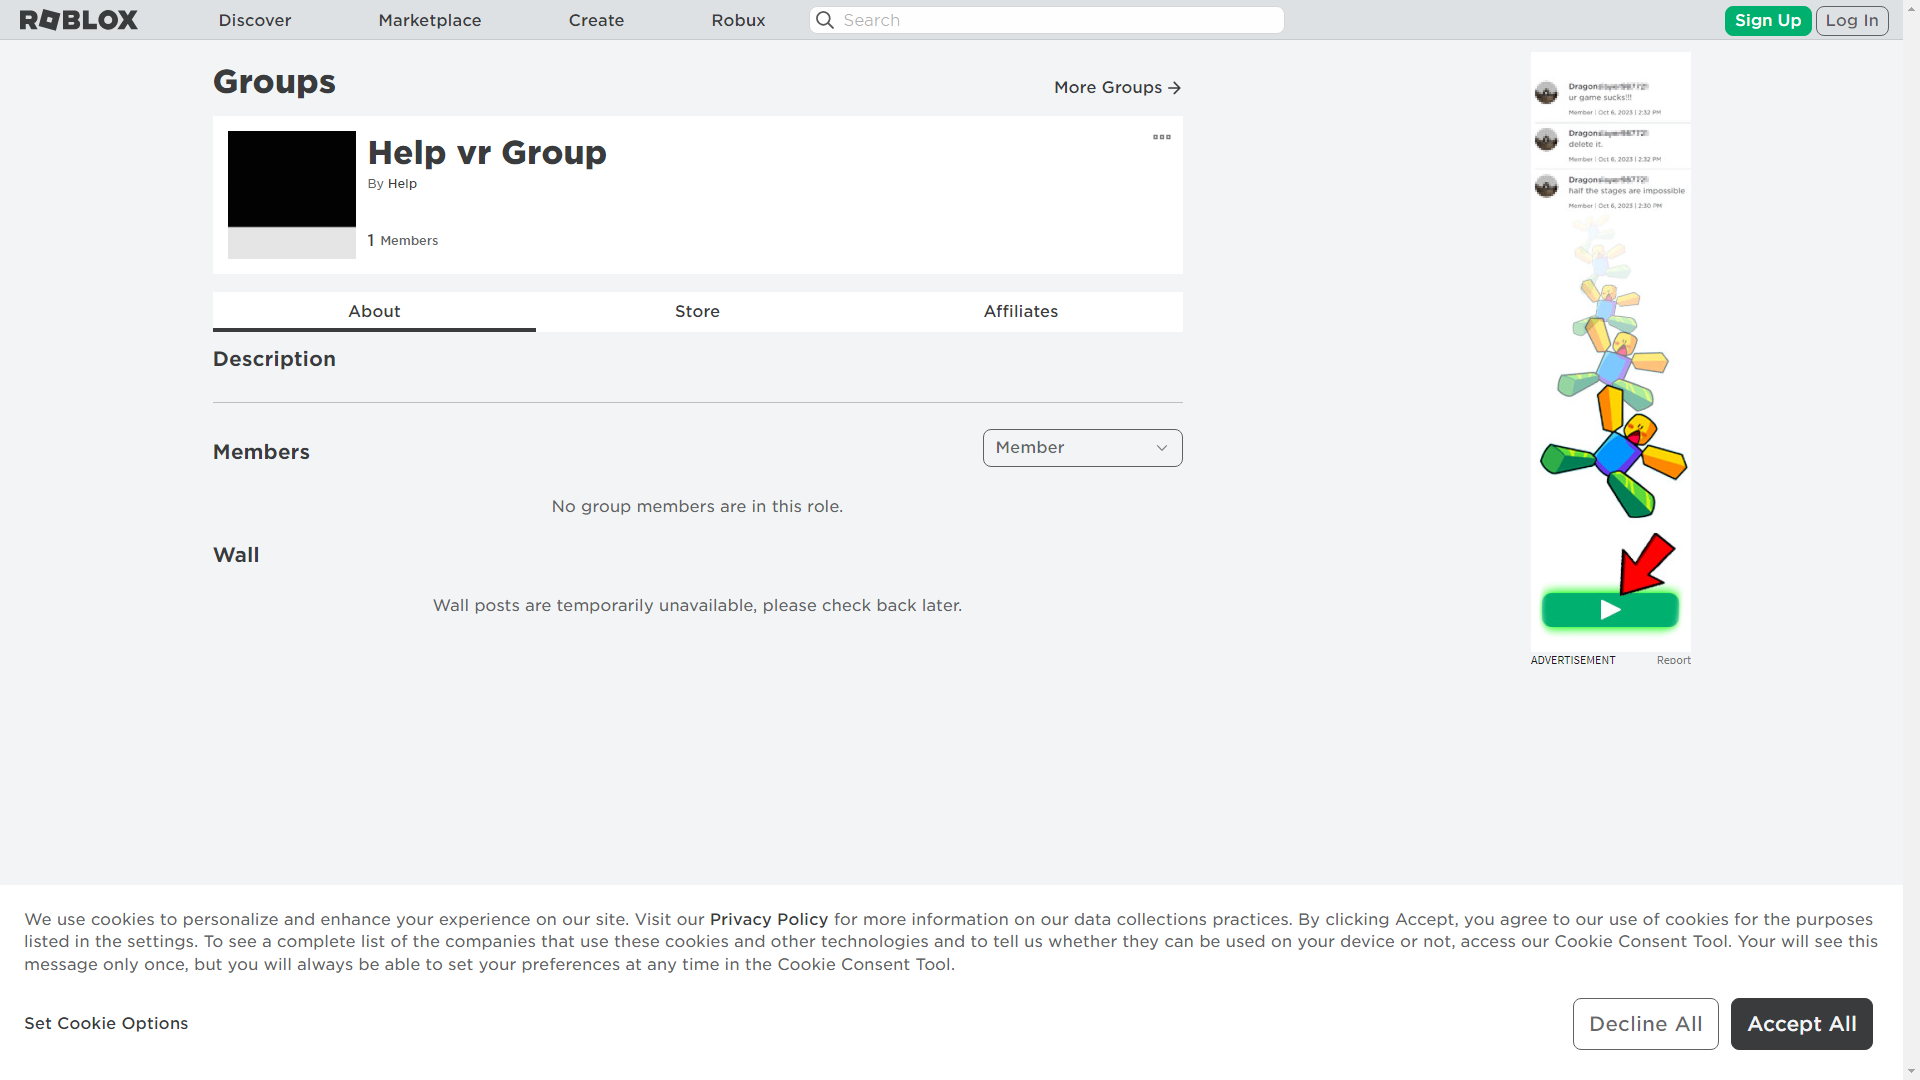 ROBLOX
Discover
Marketplace
Create
Robux
Search
Sign Up
Log In
Groups
More Groups
Help vr Group
By Help
1 Members
About
Store
Affiliates
Description
Members
Member
No group members are in this role.
Wall
Wall posts are temporarily unavailable, please check back later.
Dragon
ur game sucks!!!
Member | Oct 6, 2023 | 2:32 PM
Dragon
delete it.
Member | Oct 6, 2023 | 2:32 PM
Dragon
half the stages are impossible
Member | Oct 6, 2023 | 2:30 PM
ADVERTISEMENT
Report
We use cookies to personalize and enhance your experience on our site. Visit our Privacy Policy for more information on our data collections practices. By clicking Accept, you agree to our use of cookies for the purposes
listed in the settings. To see a complete list of the companies that use these cookies and other technologies and to tell us whether they can be used on your device or not, access our Cookie Consent Tool. Your will see this
message only once, but you will always be able to set your preferences at any time in the Cookie Consent Tool.
Set Cookie Options
Decline All
Accept All